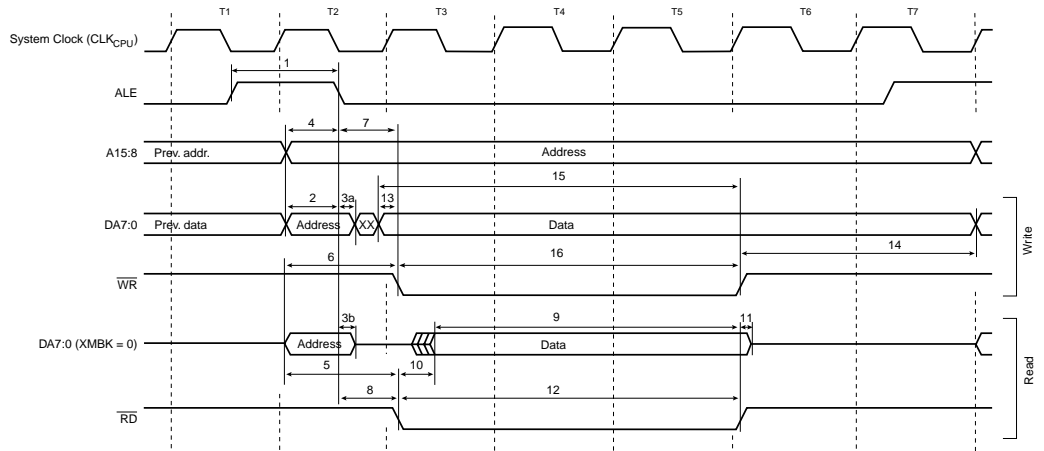 T1 T2 T3 T4 T5 T6 T7
System Clock (CLKCPU)
1
ALE
4 7
A15:8 Prev. addr. Address
15
2 3a 13
DA7:0 Prev. data Address XX Data
6 16 14
WR
Write
3b 9 11
DA7:0 (XMBK = 0) Address Data
5 10
8 12
RD
Read